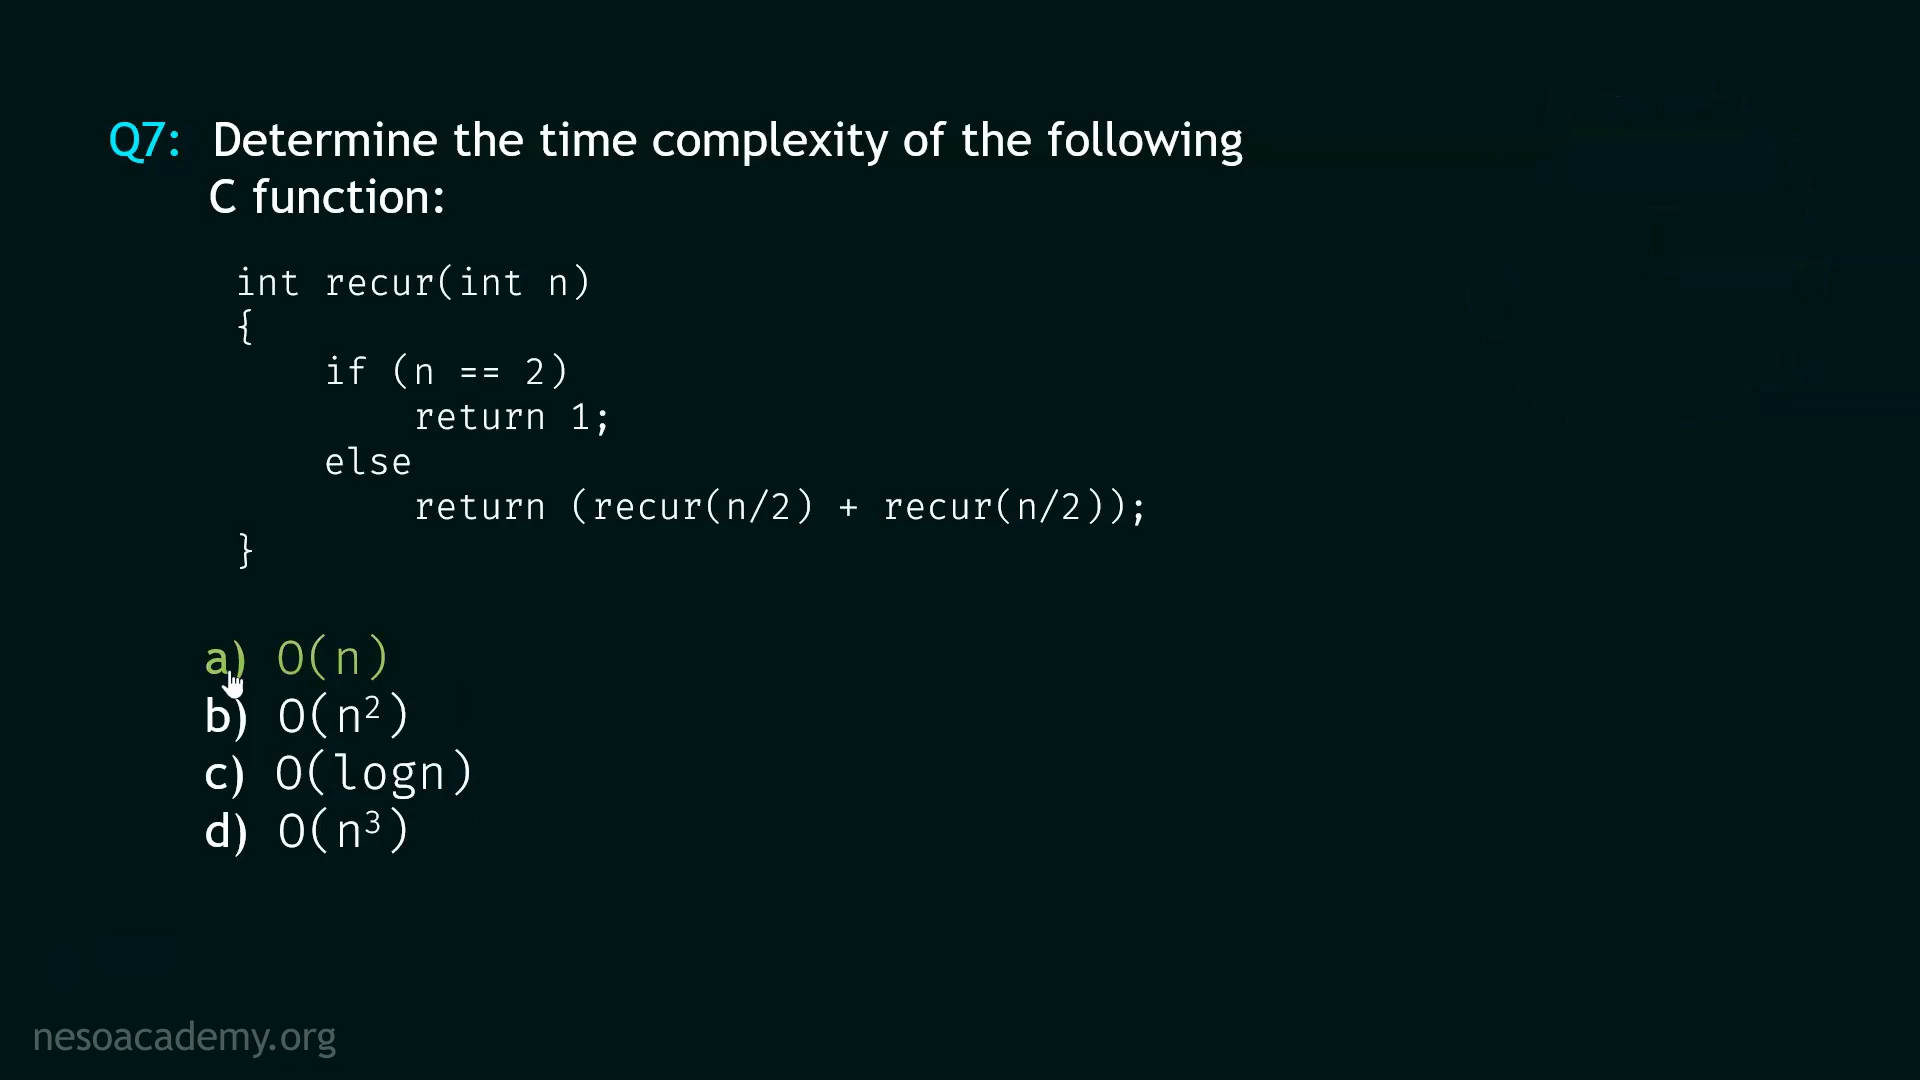 Q7: Determine the time complexity of the following
C function:
int recur(int n)
{
if (n == 2)
return 1;
else
return (recur(n/2) + recur(n/2));
}
a) O(n)
b) O(n²)
c) O(logn)
d) O(n³)
nesoacademy.org